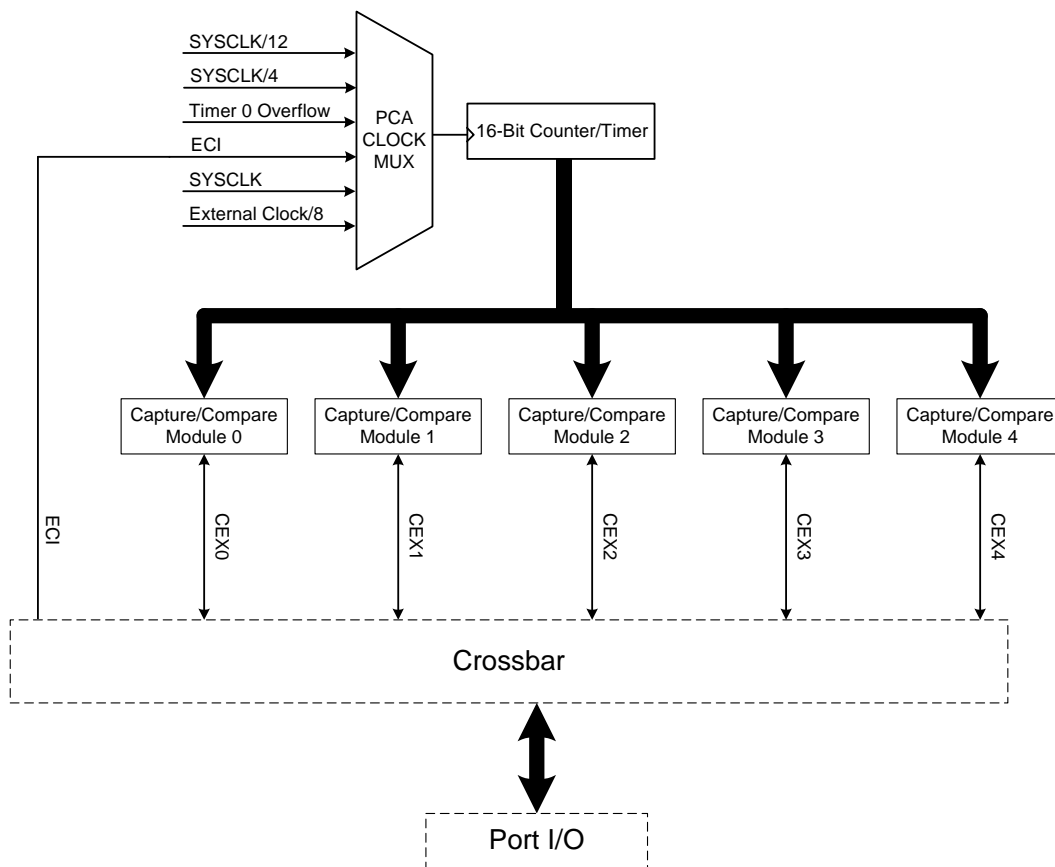 SYSCLK/12
SYSCLK/4
Timer 0 Overflow
ECI
SYSCLK
External Clock/8
PCA
CLOCK
MUX
16-Bit Counter/Timer
Capture/Compare
Module 0
Capture/Compare
Module 1
Capture/Compare
Module 2
Capture/Compare
Module 3
Capture/Compare
Module 4
ECI
CEX0
CEX1
CEX2
CEX3
CEX4
Crossbar
Port I/O